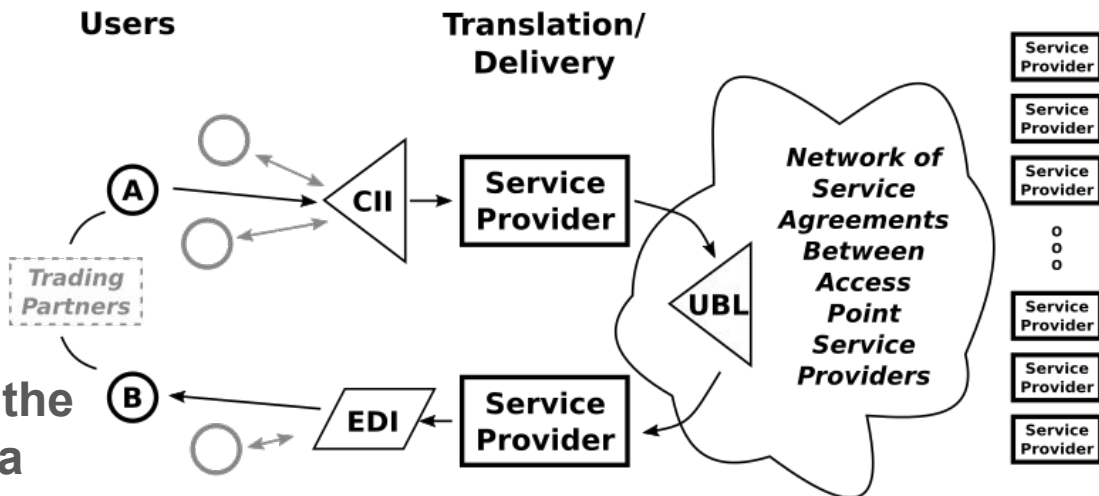 Users
Translation/
Delivery
A
CII
Service
Provider
Trading
Partners
UBL
Network of
Service
Agreements
Between
Access
Point
Service
Providers
B
the
a
EDI
Service
Provider
Service
Provider
Service
Provider
Service
Provider
o
o
o
Service
Provider
Service
Provider
Service
Provider